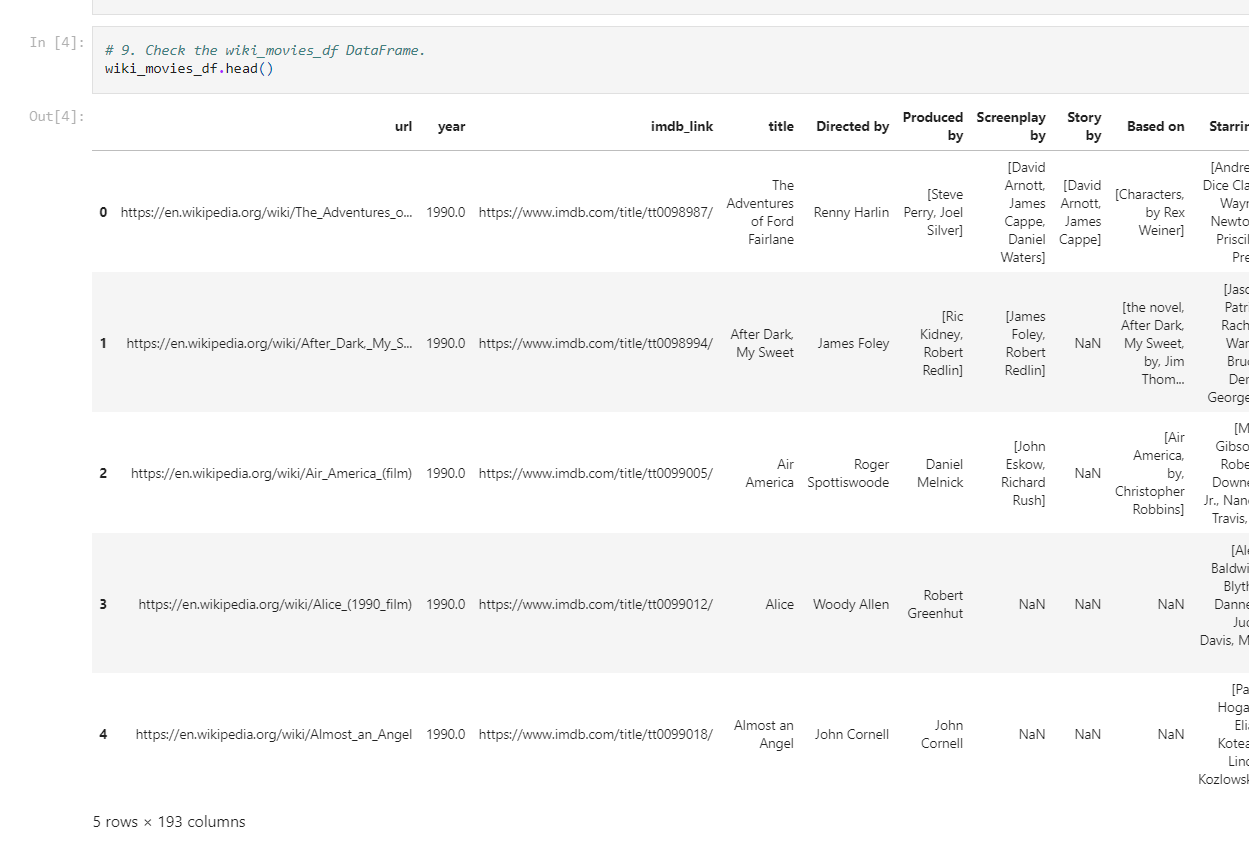 In [4]:
# 9. Check the wiki_movies_df DataFrame.
wiki_movies_df.head()
Out[4]:
url year imdb_link title Directed by Produced by Screenplay by Story by Based on Starrin
0 https://en.wikipedia.org/wiki/The_Adventures_o... 1990.0 https://www.imdb.com/title/tt0098987/ The Adventures of Ford Fairlane Renny Harlin [Steve Perry, Joel Silver] [David Arnott, James Cappe, Daniel Waters] [David Arnott, James Cappe] [Characters, by Rex Weiner] [Andre Dice Cla Wayn Newto Priscil Pre
1 https://en.wikipedia.org/wiki/After_Dark,_My_S... 1990.0 https://www.imdb.com/title/tt0098994/ After Dark, My Sweet James Foley [Ric Kidney, Robert Redlin] [James Foley, Robert Redlin] NaN [the novel, After Dark, My Sweet, by, Jim Thom... [Jaso Patri Rach War Bruc Der George
2 https://en.wikipedia.org/wiki/Air_America_(film) 1990.0 https://www.imdb.com/title/tt0099005/ Air America Roger Spottiswoode Daniel Melnick [John Eskow, Richard Rush] NaN [Air America, by, Christopher Robbins] [M Gibso Robe Downe Jr., Nan Travis,
3 https://en.wikipedia.org/wiki/Alice_(1990_film) 1990.0 https://www.imdb.com/title/tt0099012/ Alice Woody Allen Robert Greenhut NaN NaN NaN [Ale Baldwi Blyth Danne Juc Davis, M
4 https://en.wikipedia.org/wiki/Almost_an_Angel 1990.0 https://www.imdb.com/title/tt0099018/ Almost an Angel John Cornell John Cornell NaN NaN NaN [Pa Hoga Eli Kotea Linc Kozlowsk
5 rows × 193 columns